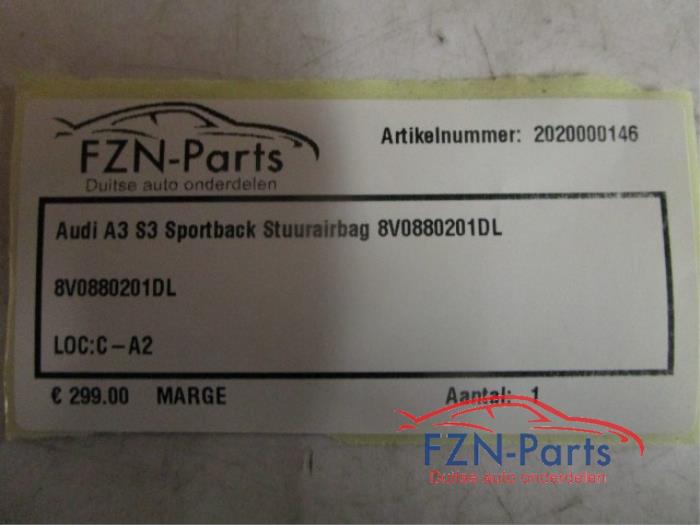 FZN-Parts
Duitse auto onderdelen
Artikelnummer: 2020000146
Audi A3 S3 Sportback Stuurairbag 8V0880201DL
8V0880201DL
LOC:C-A2
€ 299.00 MARGE Aantal: 1
FZN-Parts
Duitse auto onderdelen